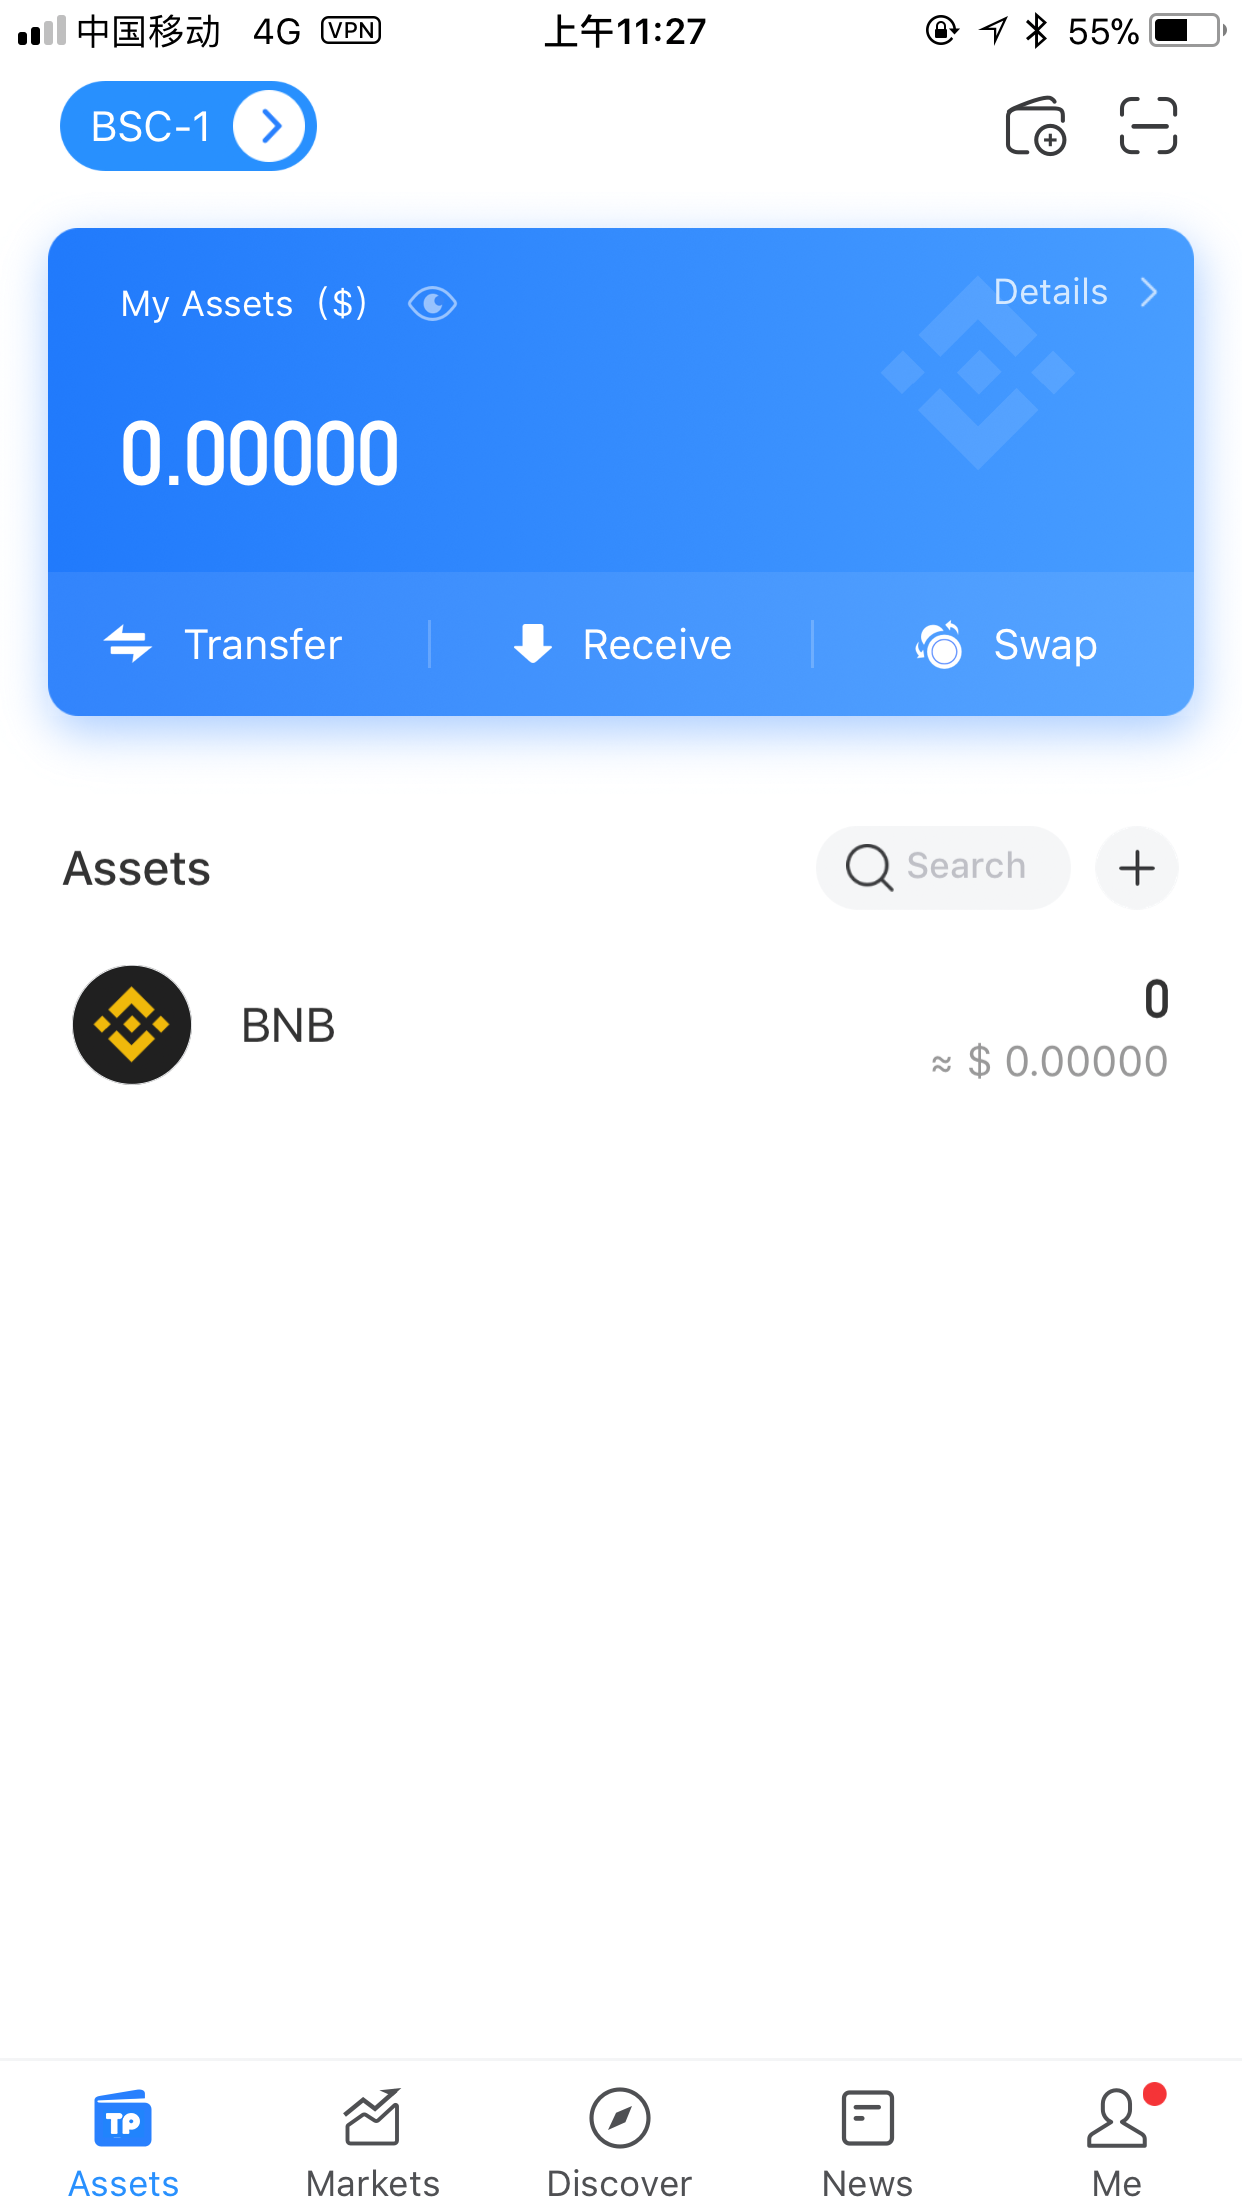 中国移动 4G VPN 上午11:27 55%
BSC-1
My Assets ($) Details
0.00000
Transfer Receive Swap
Assets Search
BNB 0
≈ $ 0.00000
TP
Assets Markets Discover News Me